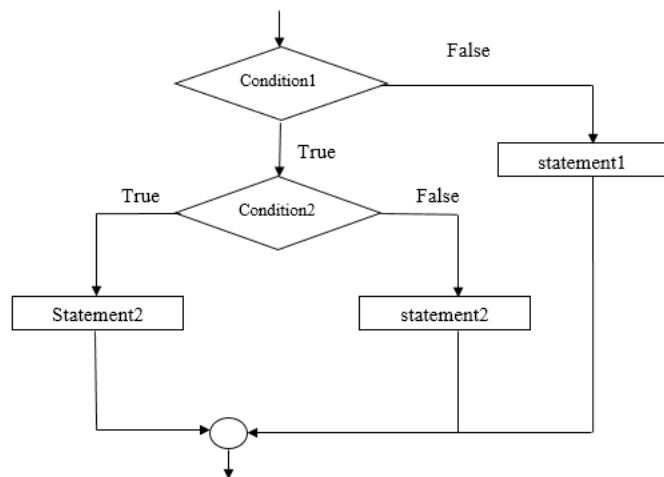 False
Condition1
True
statement1
True
Condition2
False
Statement2
statement2